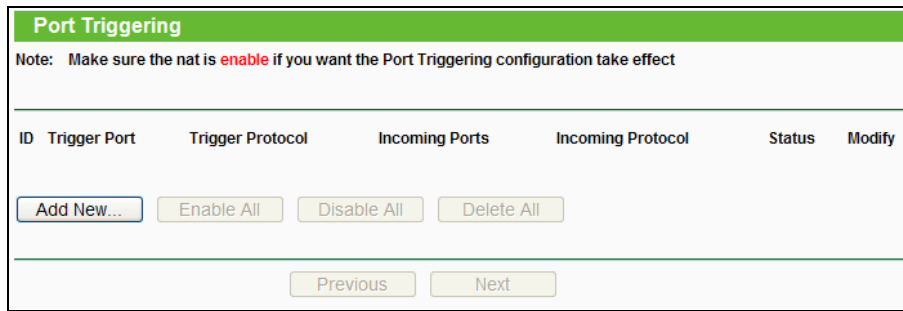 Port Triggering
Note: Make sure the nat is enable if you want the Port Triggering configuration take effect
ID Trigger Port Trigger Protocol Incoming Ports Incoming Protocol Status Modify
Add New... Enable All Disable All Delete All
Previous Next